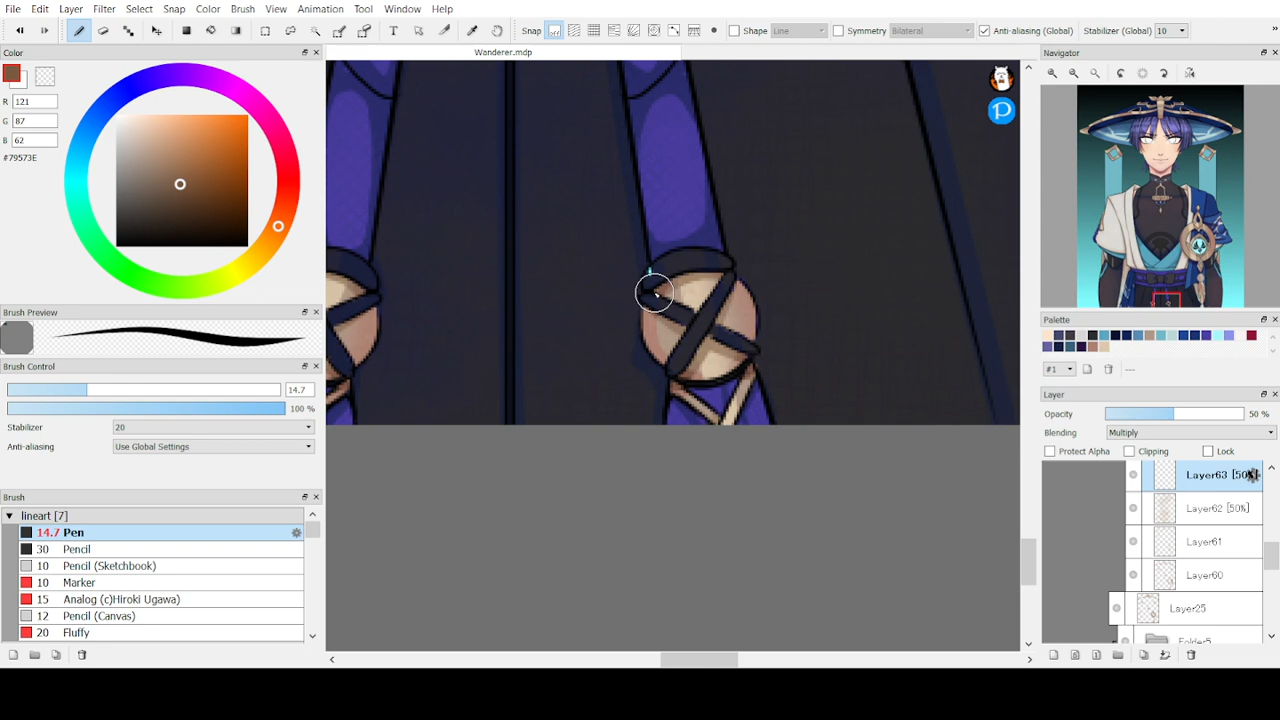 File Edit Layer Filter Select Snap Color Brush View Animation Tool Window Help
Snap Shape Line Symmetry Bilateral Anti-aliasing (Global) Stabilizer (Global) 10
Color
Wanderer.mdp
Navigator
R 121
G 87
B 62
#79573E
Brush Preview
Brush Control
14.7
100 %
Stabilizer 20
Anti-aliasing Use Global Settings
Brush
lineart [7]
14.7 Pen
30 Pencil
10 Pencil (Sketchbook)
10 Marker
15 Analog (c)Hiroki Ugawa)
12 Pencil (Canvas)
20 Fluffy
Palette
#1 ---
Layer
Opacity 50 %
Blending Multiply
Protect Alpha Clipping Lock
Layer63 [50%]
Layer62 [50%]
Layer61
Layer60
Layer25
Folder5